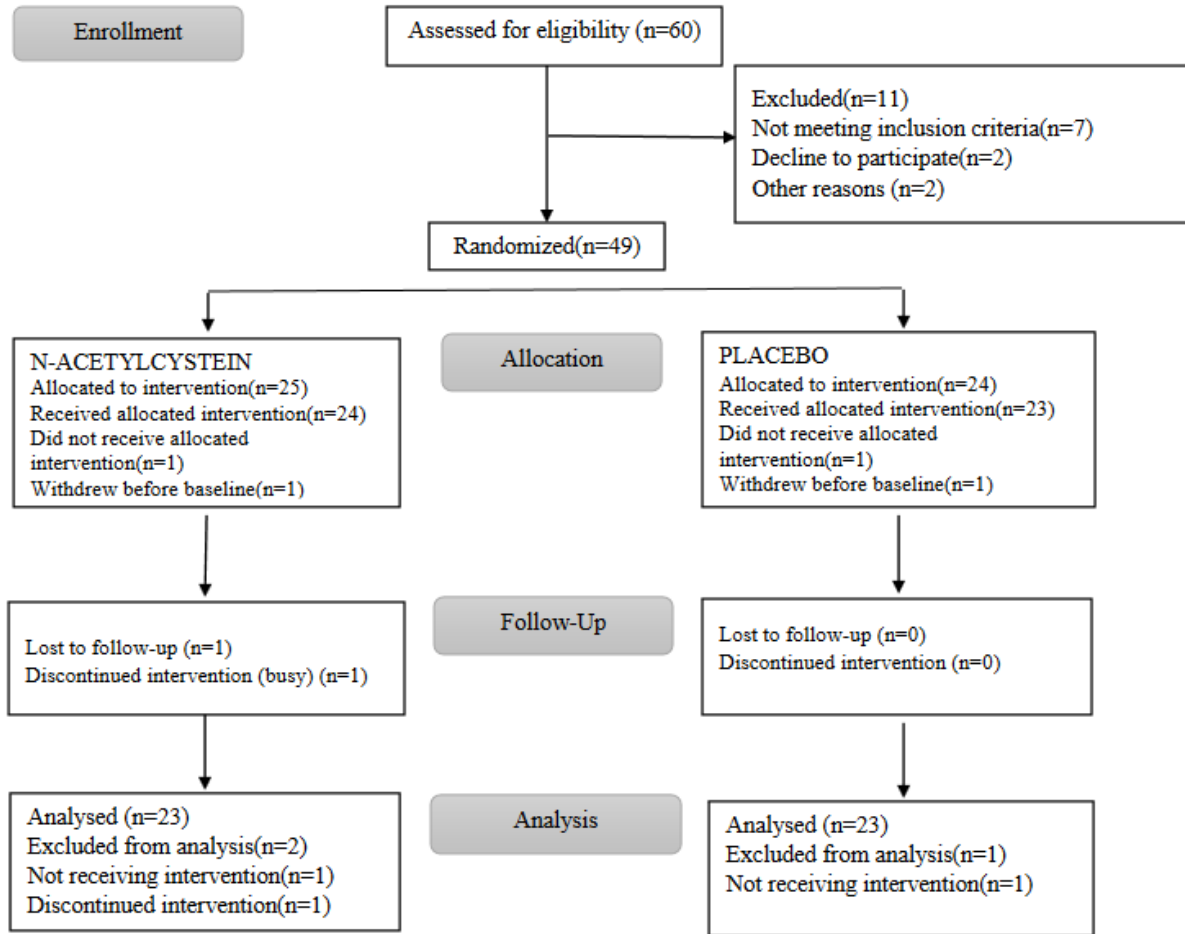 Enrollment
Assessed for eligibility (n=60)
Excluded(n=11)
Not meeting inclusion criteria(n=7)
Decline to participate(n=2)
Other reasons (n=2)
Randomized(n=49)
N-ACETYLCYSTEIN
Allocated to intervention(n=25)
Received allocated intervention(n=24)
Did not receive allocated
intervention(n=1)
Withdrew before baseline(n=1)
Allocation
PLACEBO
Allocated to intervention(n=24)
Received allocated intervention(n=23)
Did not receive allocated
intervention(n=1)
Withdrew before baseline(n=1)
Lost to follow-up (n=1)
Discontinued intervention (busy) (n=1)
Follow-Up
Lost to follow-up (n=0)
Discontinued intervention (n=0)
Analysed (n=23)
Excluded from analysis(n=2)
Not receiving intervention(n=1)
Discontinued intervention(n=1)
Analysis
Analysed (n=23)
Excluded from analysis(n=1)
Not receiving intervention(n=1)